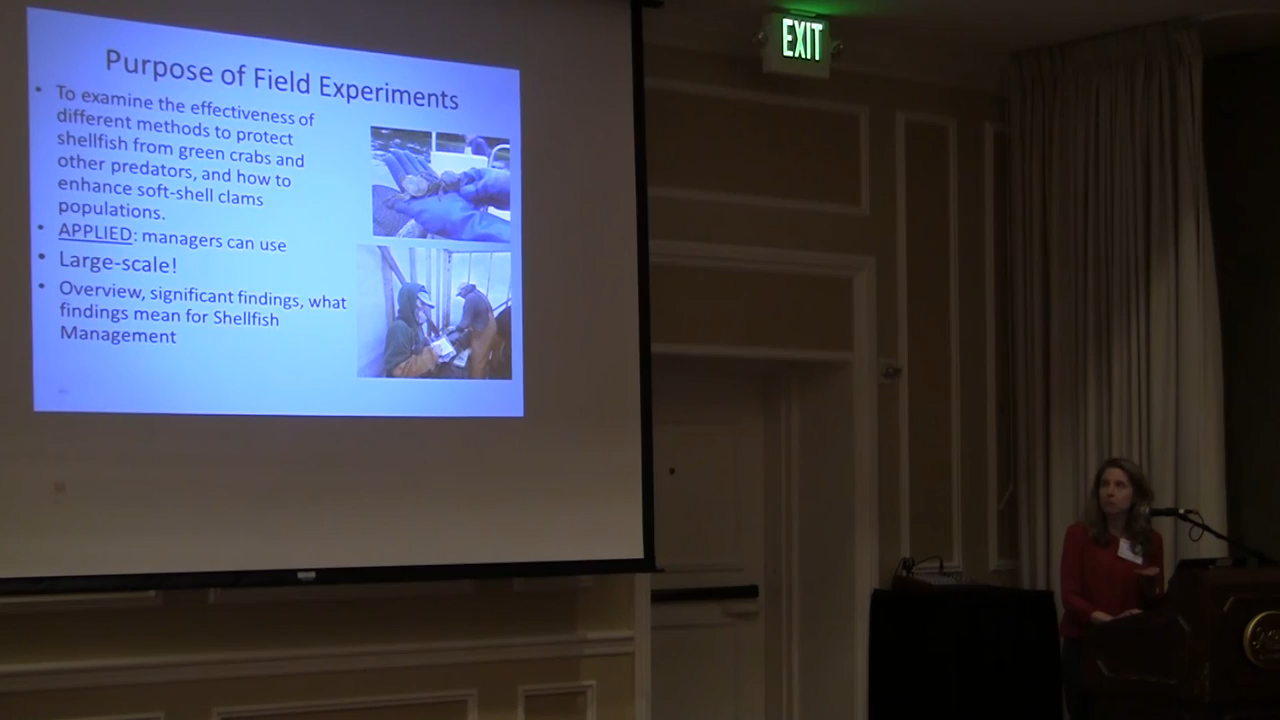 EXIT
Purpose of Field Experiments
• To examine the effectiveness of
different methods to protect
shellfish from green crabs and
other predators, and how to
enhance soft-shell clams
populations.
• APPLIED: managers can use
• Large-scale!
• Overview, significant findings, what
findings mean for Shellfish
Management